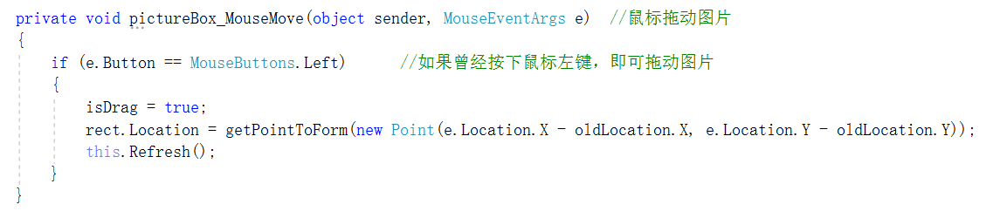 private void pictureBox_MouseMove(object sender, MouseEventArgs e)  //鼠标拖动图片
{
    if (e.Button == MouseButtons.Left)      //如果曾经按下鼠标左键，即可拖动图片
    {
        isDrag = true;
        rect.Location = getPointToForm(new Point(e.Location.X - oldLocation.X, e.Location.Y - oldLocation.Y));
        this.Refresh();
    }
}